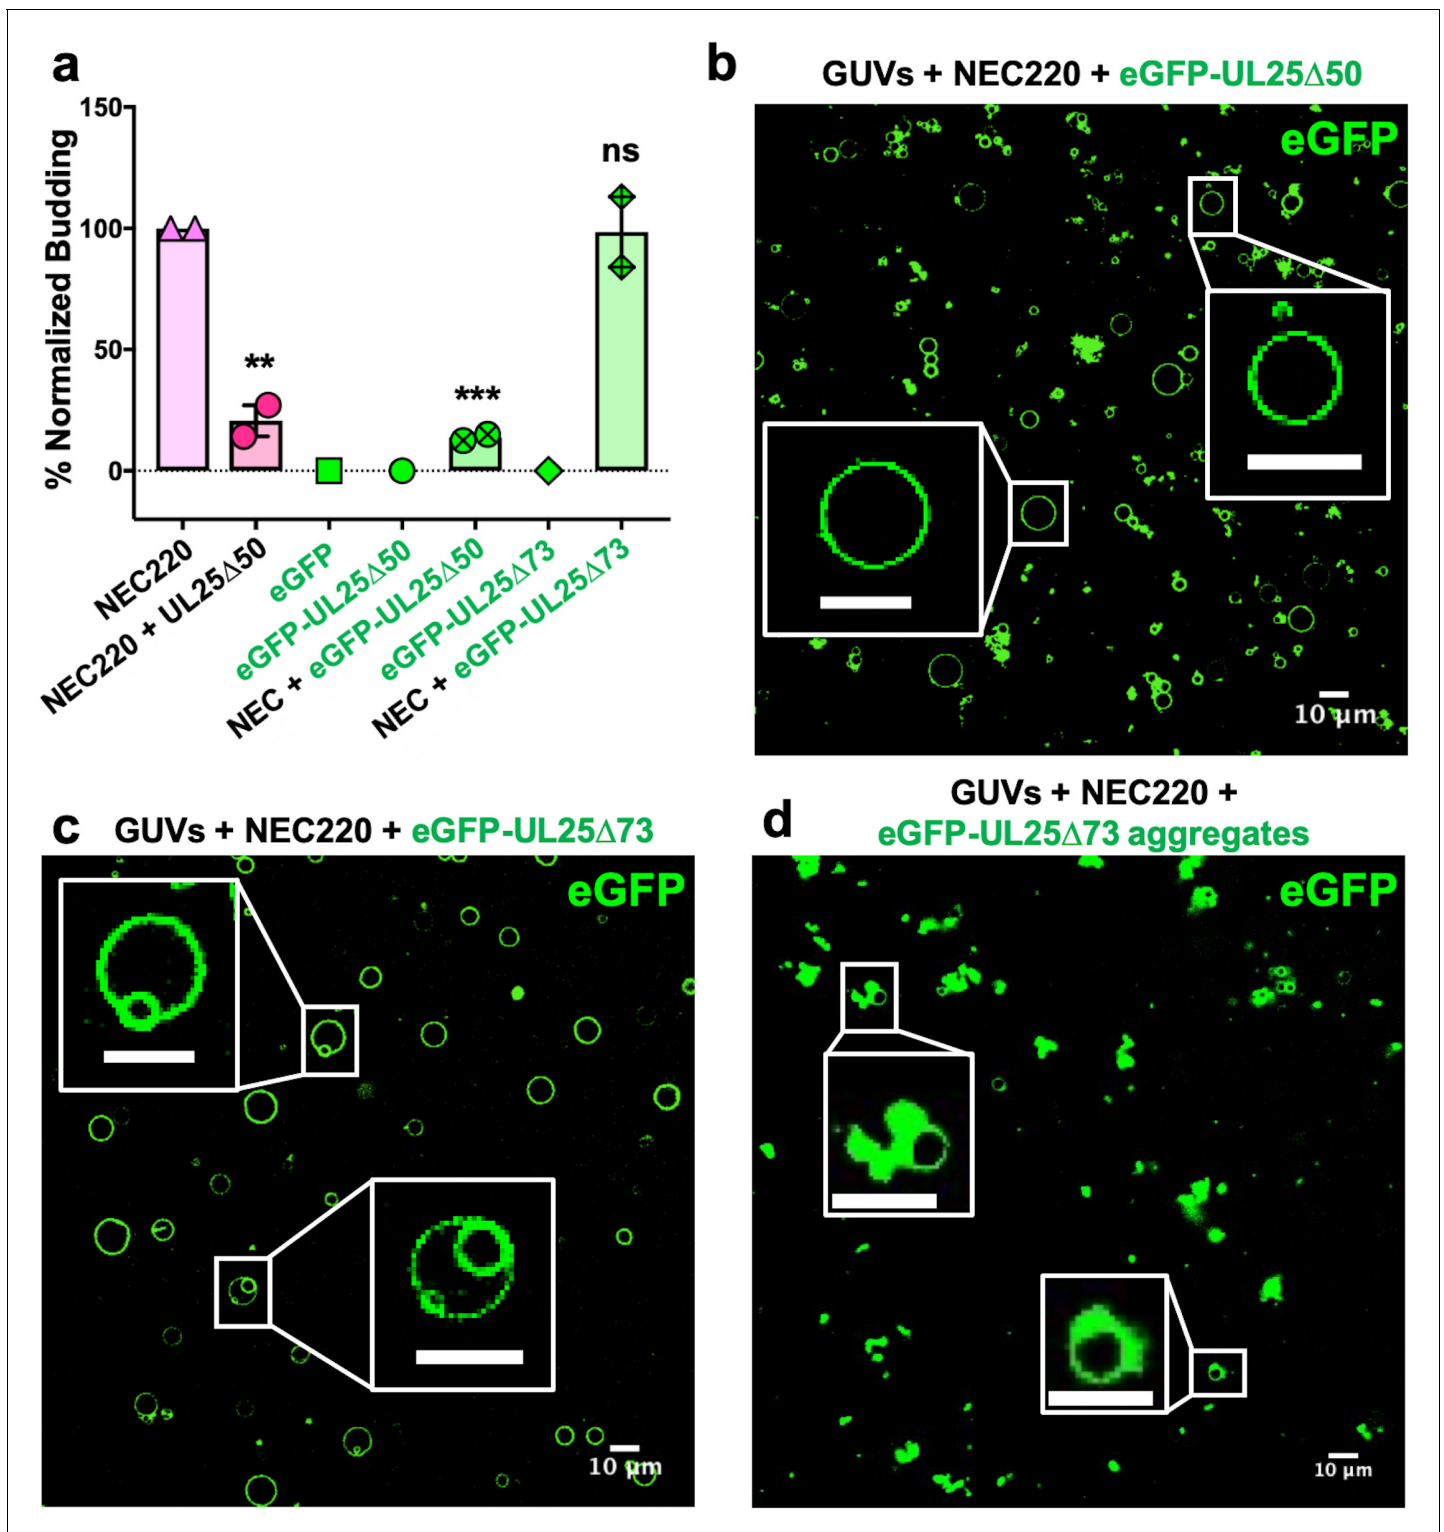 a
150
100
50
0
% Normalized Budding
**
***
ns
NEC220
NEC220 + UL25Δ50
eGFP
eGFP-UL25Δ50
NEC + eGFP-UL25Δ50
eGFP-UL25Δ73
NEC + eGFP-UL25Δ73
b
GUVs + NEC220 + eGFP-UL25Δ50
eGFP
10 µm
c
GUVs + NEC220 + eGFP-UL25Δ73
eGFP
10 µm
d
GUVs + NEC220 +
eGFP-UL25Δ73 aggregates
eGFP
10 µm